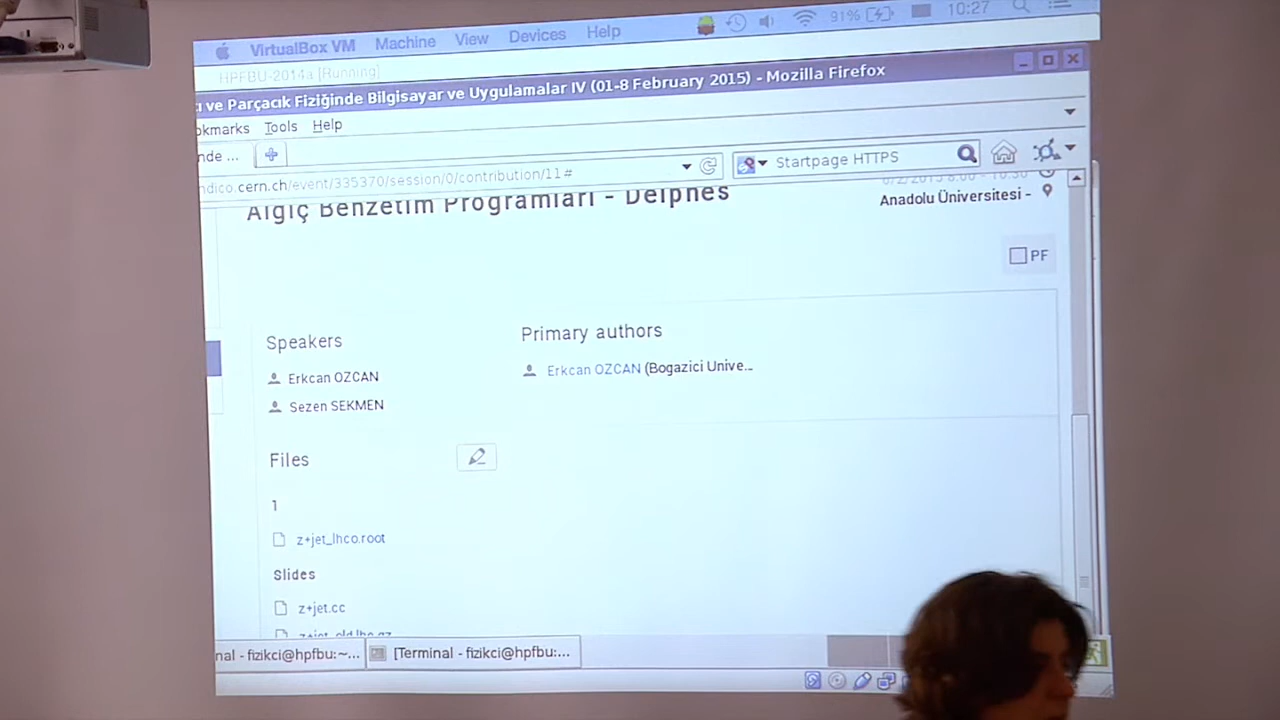 VirtualBox VM Machine View Devices Help 91% 10:27
HPFBU-2014a [Running]
ı ve Parçacık Fiziğinde Bilgisayar ve Uygulamalar IV (01-8 February 2015) - Mozilla Firefox
okmarks Tools Help
nde ...
ndico.cern.ch/event/335370/session/0/contribution/11# Startpage HTTPS
Algıç Benzetim Programları - Delphes
Anadolu Üniversitesi -
PF
Speakers Primary authors
Erkcan OZCAN Erkcan OZCAN (Bogazici Unive...
Sezen SEKMEN
Files
1
z+jet_lhco.root
Slides
z+jet.cc
nal - fizikci@hpfbu:~... [Terminal - fizikci@hpfbu:...